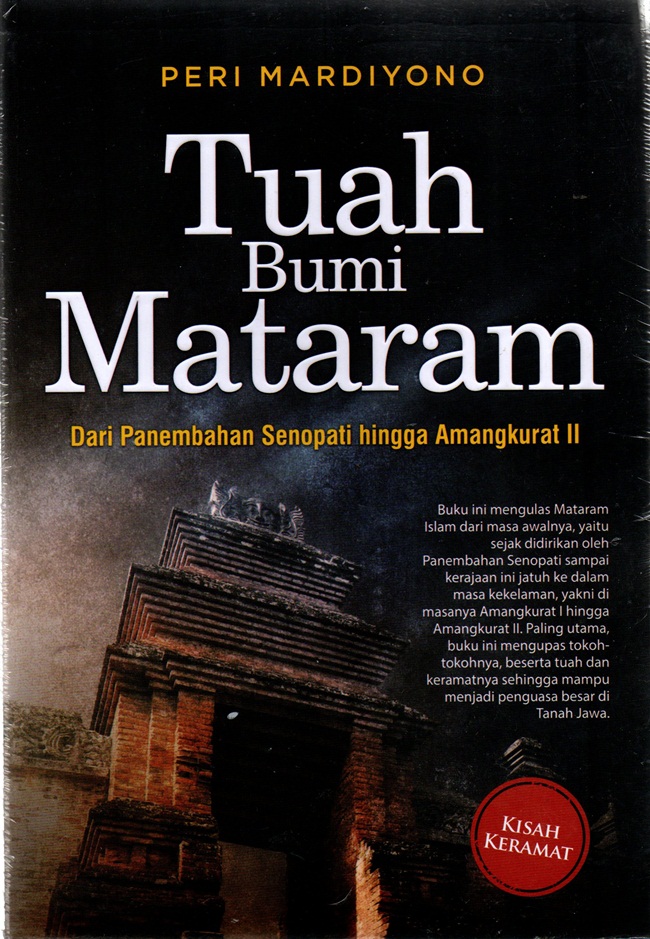 PERI MARDIYONO
Tuah
Bumi
Mataram
Dari Panembahan Senopati hingga Amangkurat II
Buku ini mengulas Mataram
Islam dari masa awalnya, yaitu
sejak didirikan oleh
Panembahan Senopati sampai
kerajaan ini jatuh ke dalam
masa kekelaman, yakni di
masanya Amangkurat I hingga
Amangkurat II. Paling utama,
buku ini mengupas tokoh-
tokohnya, beserta tuah dan
keramatnya sehingga mampu
menjadi penguasa besar di
Tanah Jawa.
KISAH
KERAMAT